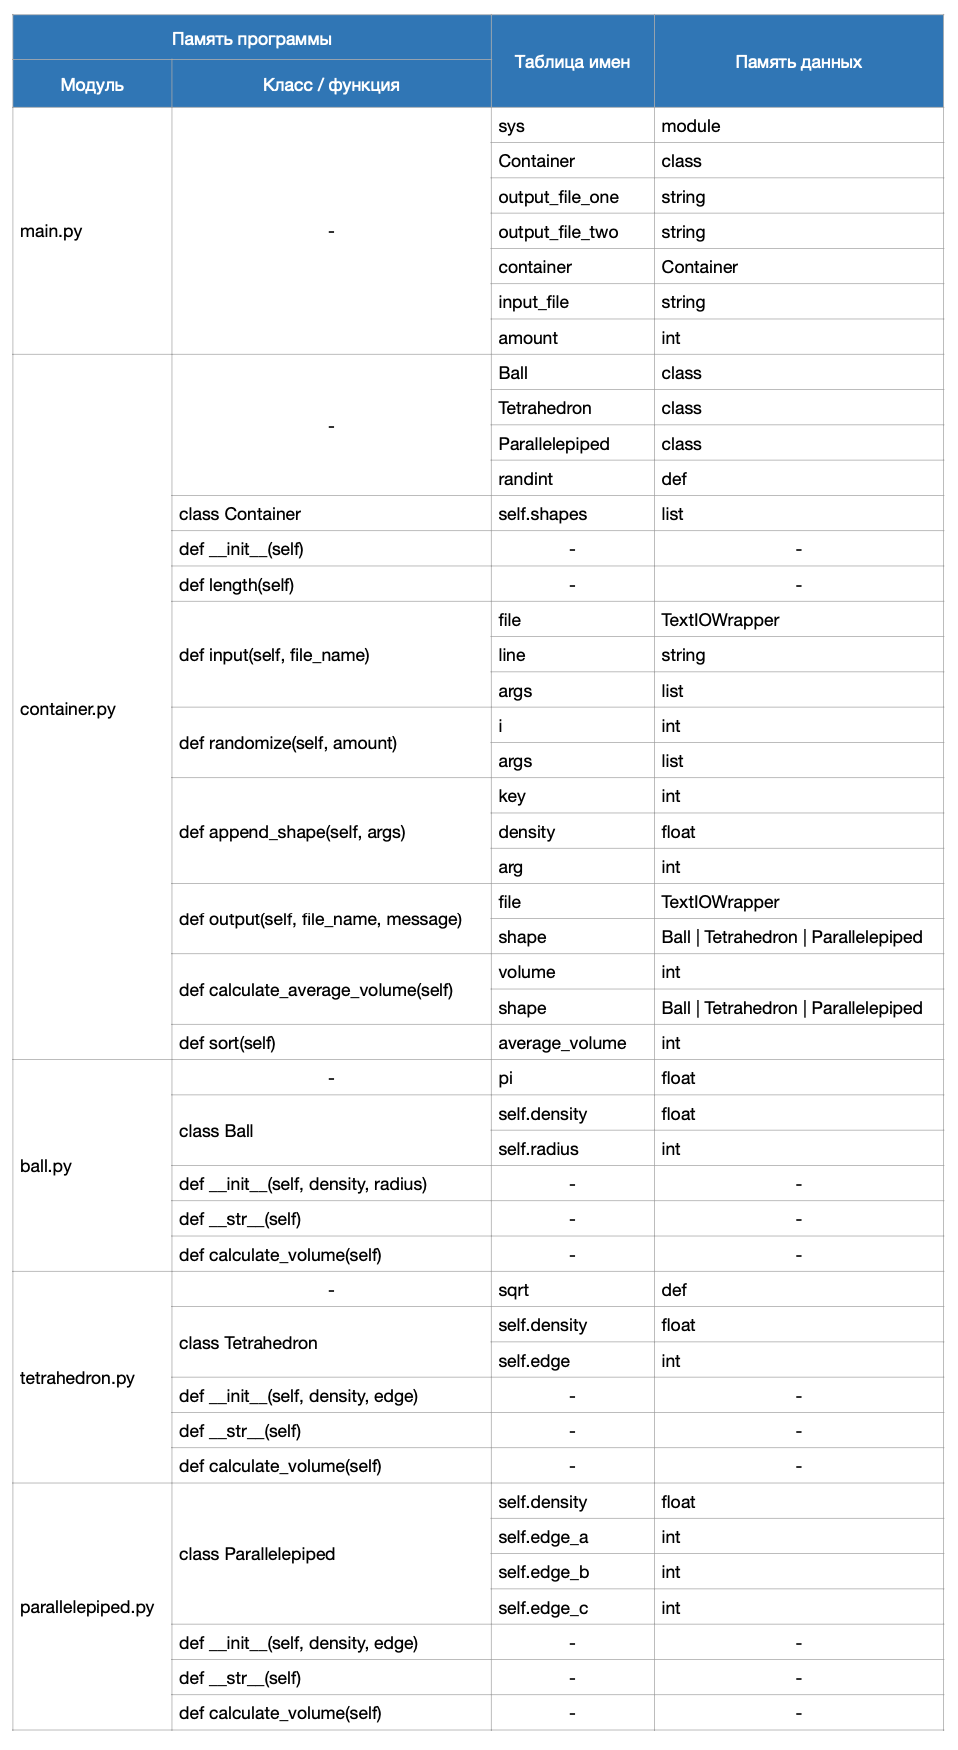 Память программы
Таблица имен
Память данных
Модуль
Класс / функция
main.py
-
sys
module
Container
class
output_file_one
string
output_file_two
string
container
Container
input_file
string
amount
int
container.py
-
Ball
class
Tetrahedron
class
Parallelepiped
class
randint
def
class Container
self.shapes
list
def __init__(self)
-
-
def length(self)
-
-
def input(self, file_name)
file
TextIOWrapper
line
string
args
list
def randomize(self, amount)
i
int
args
list
def append_shape(self, args)
key
int
density
float
arg
int
def output(self, file_name, message)
file
TextIOWrapper
shape
Ball | Tetrahedron | Parallelepiped
def calculate_average_volume(self)
volume
int
shape
Ball | Tetrahedron | Parallelepiped
def sort(self)
average_volume
int
ball.py
-
pi
float
class Ball
self.density
float
self.radius
int
def __init__(self, density, radius)
-
-
def __str__(self)
-
-
def calculate_volume(self)
-
-
tetrahedron.py
-
sqrt
def
class Tetrahedron
self.density
float
self.edge
int
def __init__(self, density, edge)
-
-
def __str__(self)
-
-
def calculate_volume(self)
-
-
parallelepiped.py
class Parallelepiped
self.density
float
self.edge_a
int
self.edge_b
int
self.edge_c
int
def __init__(self, density, edge)
-
-
def __str__(self)
-
-
def calculate_volume(self)
-
-